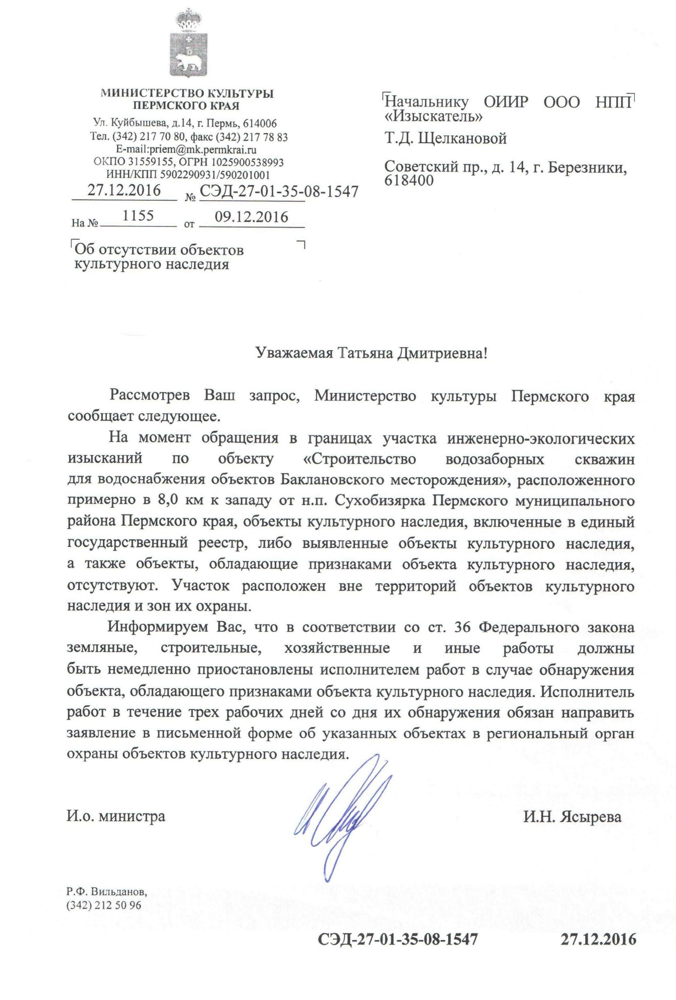 МИНИСТЕРСТВО КУЛЬТУРЫ
ПЕРМСКОГО КРАЯ
Ул. Куйбышева, д.14, г. Пермь, 614006
Тел. (342) 217 70 80, факс (342) 217 78 83
E-mail:priem@mk.permkrai.ru
ОКПО 31559155, ОГРН 1025900538993
ИНН/КПП 5902290931/590201001
27.12.2016 № СЭД-27-01-35-08-1547
На № 1155 от 09.12.2016
Об отсутствии объектов
культурного наследия
Начальнику ОИИР ООО НПП
«Изыскатель»
Т.Д. Щелкановой
Советский пр., д. 14, г. Березники,
618400
Уважаемая Татьяна Дмитриевна!
Рассмотрев Ваш запрос, Министерство культуры Пермского края
сообщает следующее.
На момент обращения в границах участка инженерно-экологических
изысканий по объекту «Строительство водозаборных скважин
для водоснабжения объектов Баклановского месторождения», расположенного
примерно в 8,0 км к западу от н.п. Сухобизярка Пермского муниципального
района Пермского края, объекты культурного наследия, включенные в единый
государственный реестр, либо выявленные объекты культурного наследия,
а также объекты, обладающие признаками объекта культурного наследия,
отсутствуют. Участок расположен вне территорий объектов культурного
наследия и зон их охраны.
Информируем Вас, что в соответствии со ст. 36 Федерального закона
земляные, строительные, хозяйственные и иные работы должны
быть немедленно приостановлены исполнителем работ в случае обнаружения
объекта, обладающего признаками объекта культурного наследия. Исполнитель
работ в течение трех рабочих дней со дня их обнаружения обязан направить
заявление в письменной форме об указанных объектах в региональный орган
охраны объектов культурного наследия.
И.о. министра И.Н. Ясырева
Р.Ф. Вильданов,
(342) 212 50 96
СЭД-27-01-35-08-1547 27.12.2016